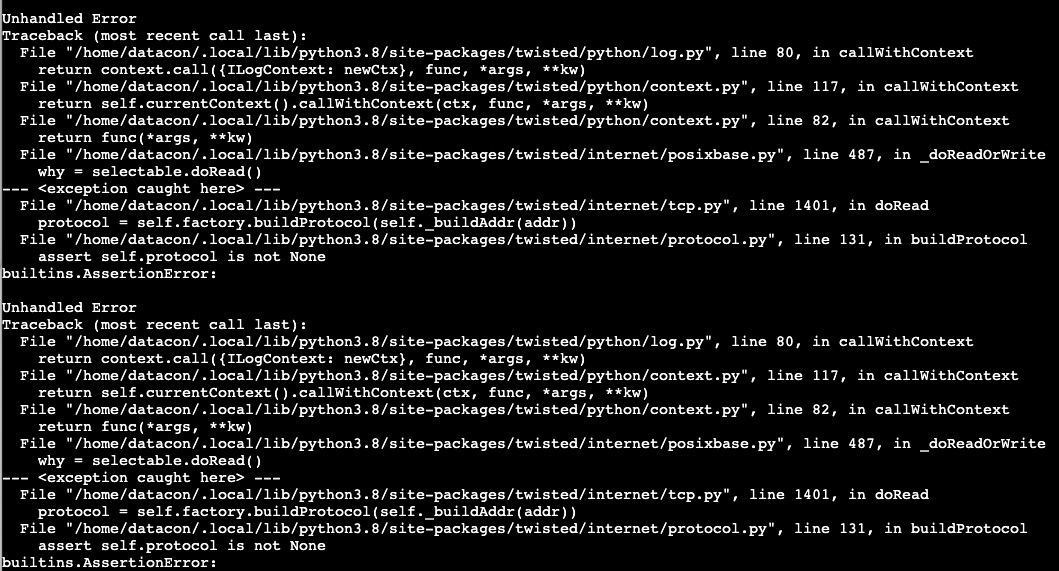 Unhandled Error
Traceback (most recent call last):
  File "/home/datacon/.local/lib/python3.8/site-packages/twisted/python/log.py", line 80, in callWithContext
    return context.call({ILogContext: newCtx}, func, *args, **kw)
  File "/home/datacon/.local/lib/python3.8/site-packages/twisted/python/context.py", line 117, in callWithContext
    return self.currentContext().callWithContext(ctx, func, *args, **kw)
  File "/home/datacon/.local/lib/python3.8/site-packages/twisted/python/context.py", line 82, in callWithContext
    return func(*args, **kw)
  File "/home/datacon/.local/lib/python3.8/site-packages/twisted/internet/posixbase.py", line 487, in _doReadOrWrite
    why = selectable.doRead()
--- <exception caught here> ---
  File "/home/datacon/.local/lib/python3.8/site-packages/twisted/internet/tcp.py", line 1401, in doRead
    protocol = self.factory.buildProtocol(self._buildAddr(addr))
  File "/home/datacon/.local/lib/python3.8/site-packages/twisted/internet/protocol.py", line 131, in buildProtocol
    assert self.protocol is not None
builtins.AssertionError:

Unhandled Error
Traceback (most recent call last):
  File "/home/datacon/.local/lib/python3.8/site-packages/twisted/python/log.py", line 80, in callWithContext
    return context.call({ILogContext: newCtx}, func, *args, **kw)
  File "/home/datacon/.local/lib/python3.8/site-packages/twisted/python/context.py", line 117, in callWithContext
    return self.currentContext().callWithContext(ctx, func, *args, **kw)
  File "/home/datacon/.local/lib/python3.8/site-packages/twisted/python/context.py", line 82, in callWithContext
    return func(*args, **kw)
  File "/home/datacon/.local/lib/python3.8/site-packages/twisted/internet/posixbase.py", line 487, in _doReadOrWrite
    why = selectable.doRead()
--- <exception caught here> ---
  File "/home/datacon/.local/lib/python3.8/site-packages/twisted/internet/tcp.py", line 1401, in doRead
    protocol = self.factory.buildProtocol(self._buildAddr(addr))
  File "/home/datacon/.local/lib/python3.8/site-packages/twisted/internet/protocol.py", line 131, in buildProtocol
    assert self.protocol is not None
builtins.AssertionError: